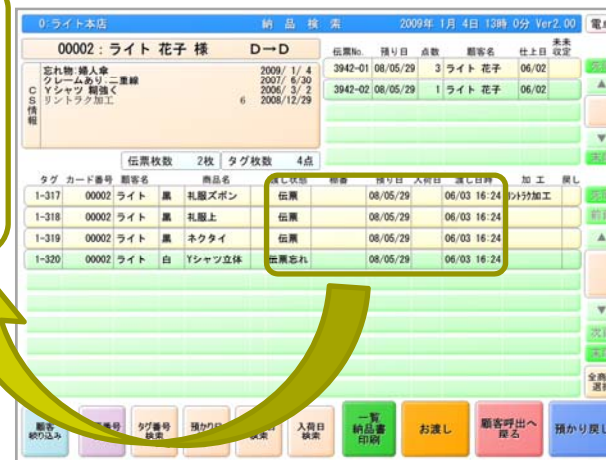 0:ライト本店 納 品 検 索 2009年 1月 4日 13時 0分 Ver2.00
00002：ライト 花子 様 D→D
伝票No. 預り日 点数 顧客名 仕上日 未収 未定
3942-01 08/05/29 3 ライト 花子 06/02
3942-02 08/05/29 1 ライト 花子 06/02
CS情報
忘れ物:婦人傘 2009/ 1/ 4
クレームあり:二重線 2007/ 6/30
Yシャツ 糊強く 2006/ 3/ 2
リントラク加工 6 2008/12/29
伝票枚数 2枚 タグ枚数 4点
タグ カード番号 顧客名 商品名 渡し状態 棚番 預り日 入荷日 渡し日時 加 工 戻し
1-317 00002 ライト 黒 礼服ズボン 伝票 08/05/29 06/03 16:24 リントラク加工
1-318 00002 ライト 黒 礼服上 伝票 08/05/29 06/03 16:24
1-319 00002 ライト 黒 ネクタイ 伝票 08/05/29 06/03 16:24
1-320 00002 ライト 白 Yシャツ立体 伝票忘れ 08/05/29 06/03 16:24
顧客
絞り込み
タグ番号
検索
預かり日
検索
入荷日
検索
一覧
納品書
印刷
お渡し
顧客呼出へ
戻る
預かり戻し